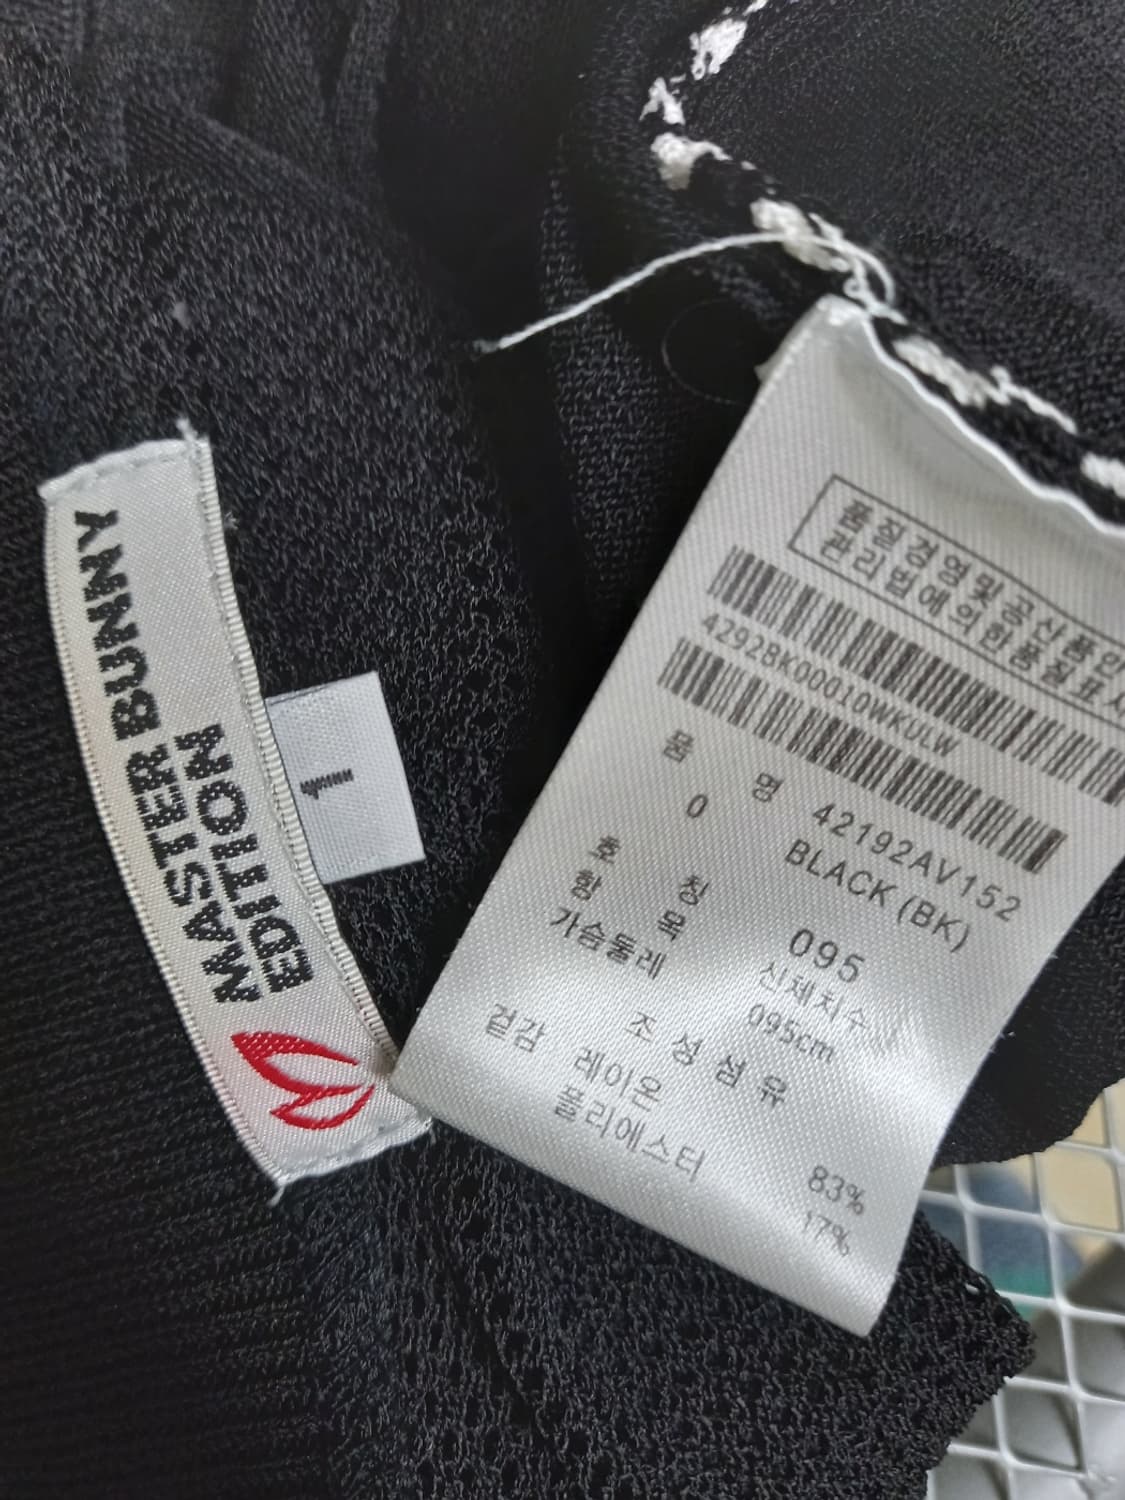 MASTER BUNNY
EDITION
1
품질경영및공산품안
관리법에의한품질표시
4292BK00010WKULW
품 명 42192AV152
0 BLACK (BK)
호 칭 095
항 목 신체치수
가슴둘레 095cm
조성섬유
겉감 레이온 83%
폴리에스터 17%